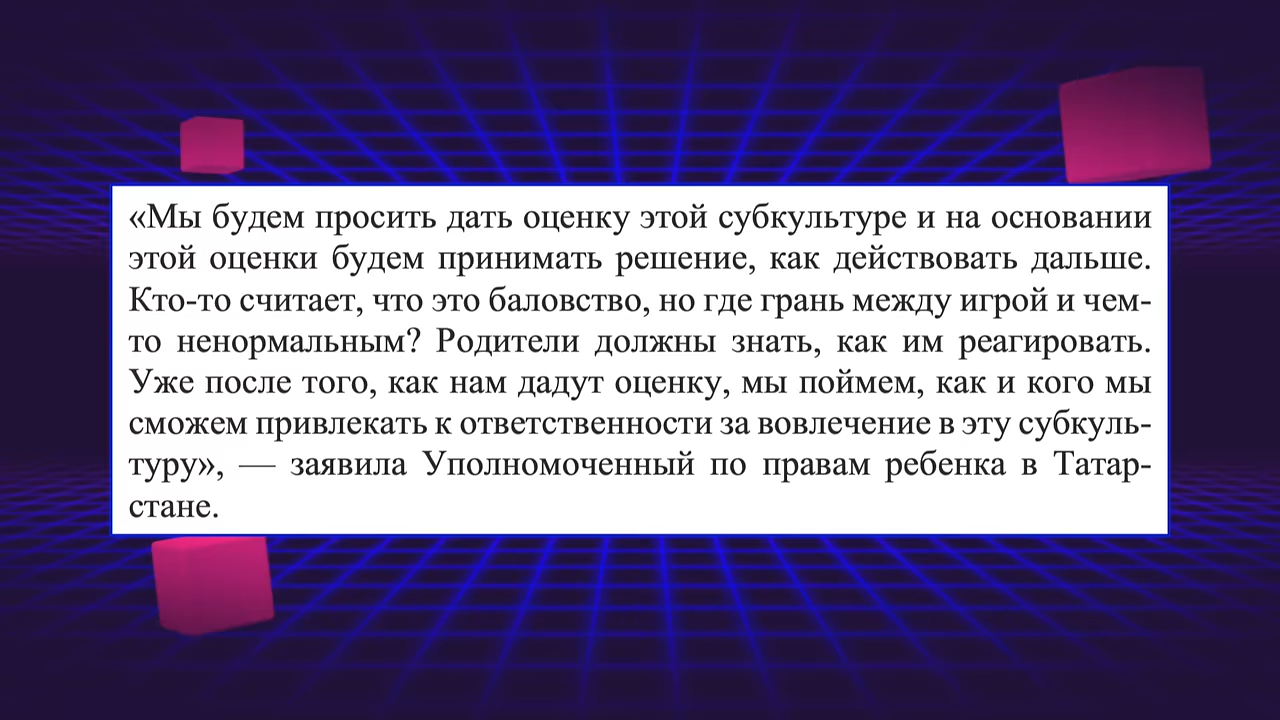 «Мы будем просить дать оценку этой субкультуре и на основании
этой оценки будем принимать решение, как действовать дальше.
Кто-то считает, что это баловство, но где грань между игрой и чем-
то ненормальным? Родители должны знать, как им реагировать.
Уже после того, как нам дадут оценку, мы поймем, как и кого мы
сможем привлекать к ответственности за вовлечение в эту субкуль-
туру», — заявила Уполномоченный по правам ребенка в Татар-
стане.